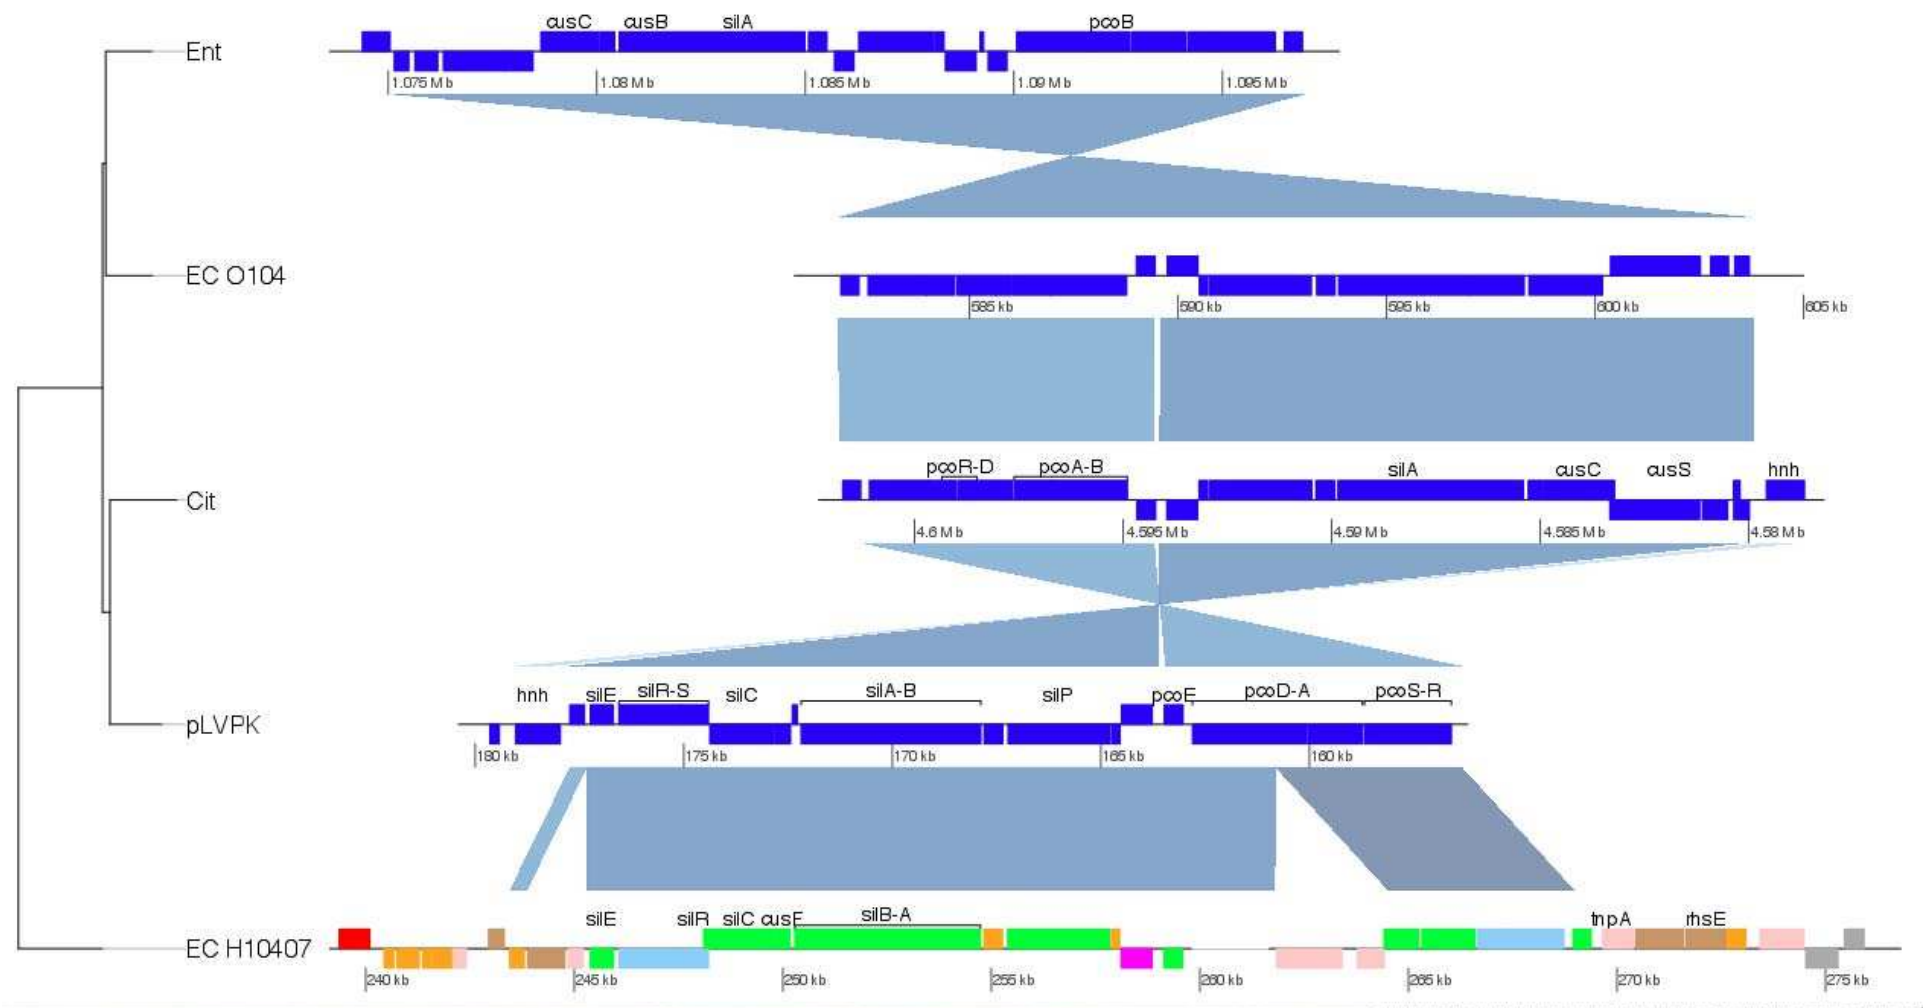 cusC cusB silA pcoB
Ent
1.075 Mb 1.08 Mb 1.085 Mb 1.09 Mb 1.095 Mb
EC O104
585 kb 590 kb 595 kb 600 kb 605 kb
pcoR-D pcoA-B silA cusC cusS hnh
Cit
4.6 Mb 4.595 Mb 4.59 Mb 4.585 Mb 4.58 Mb
hnh silE silR-S silC silA-B silP pcoE pcoD-A pcoS-R
pLVPK
180 kb 175 kb 170 kb 165 kb 160 kb
silE silR silC cusF silB-A tnpA rhsE
EC H10407
240 kb 245 kb 250 kb 255 kb 260 kb 265 kb 270 kb 275 kb